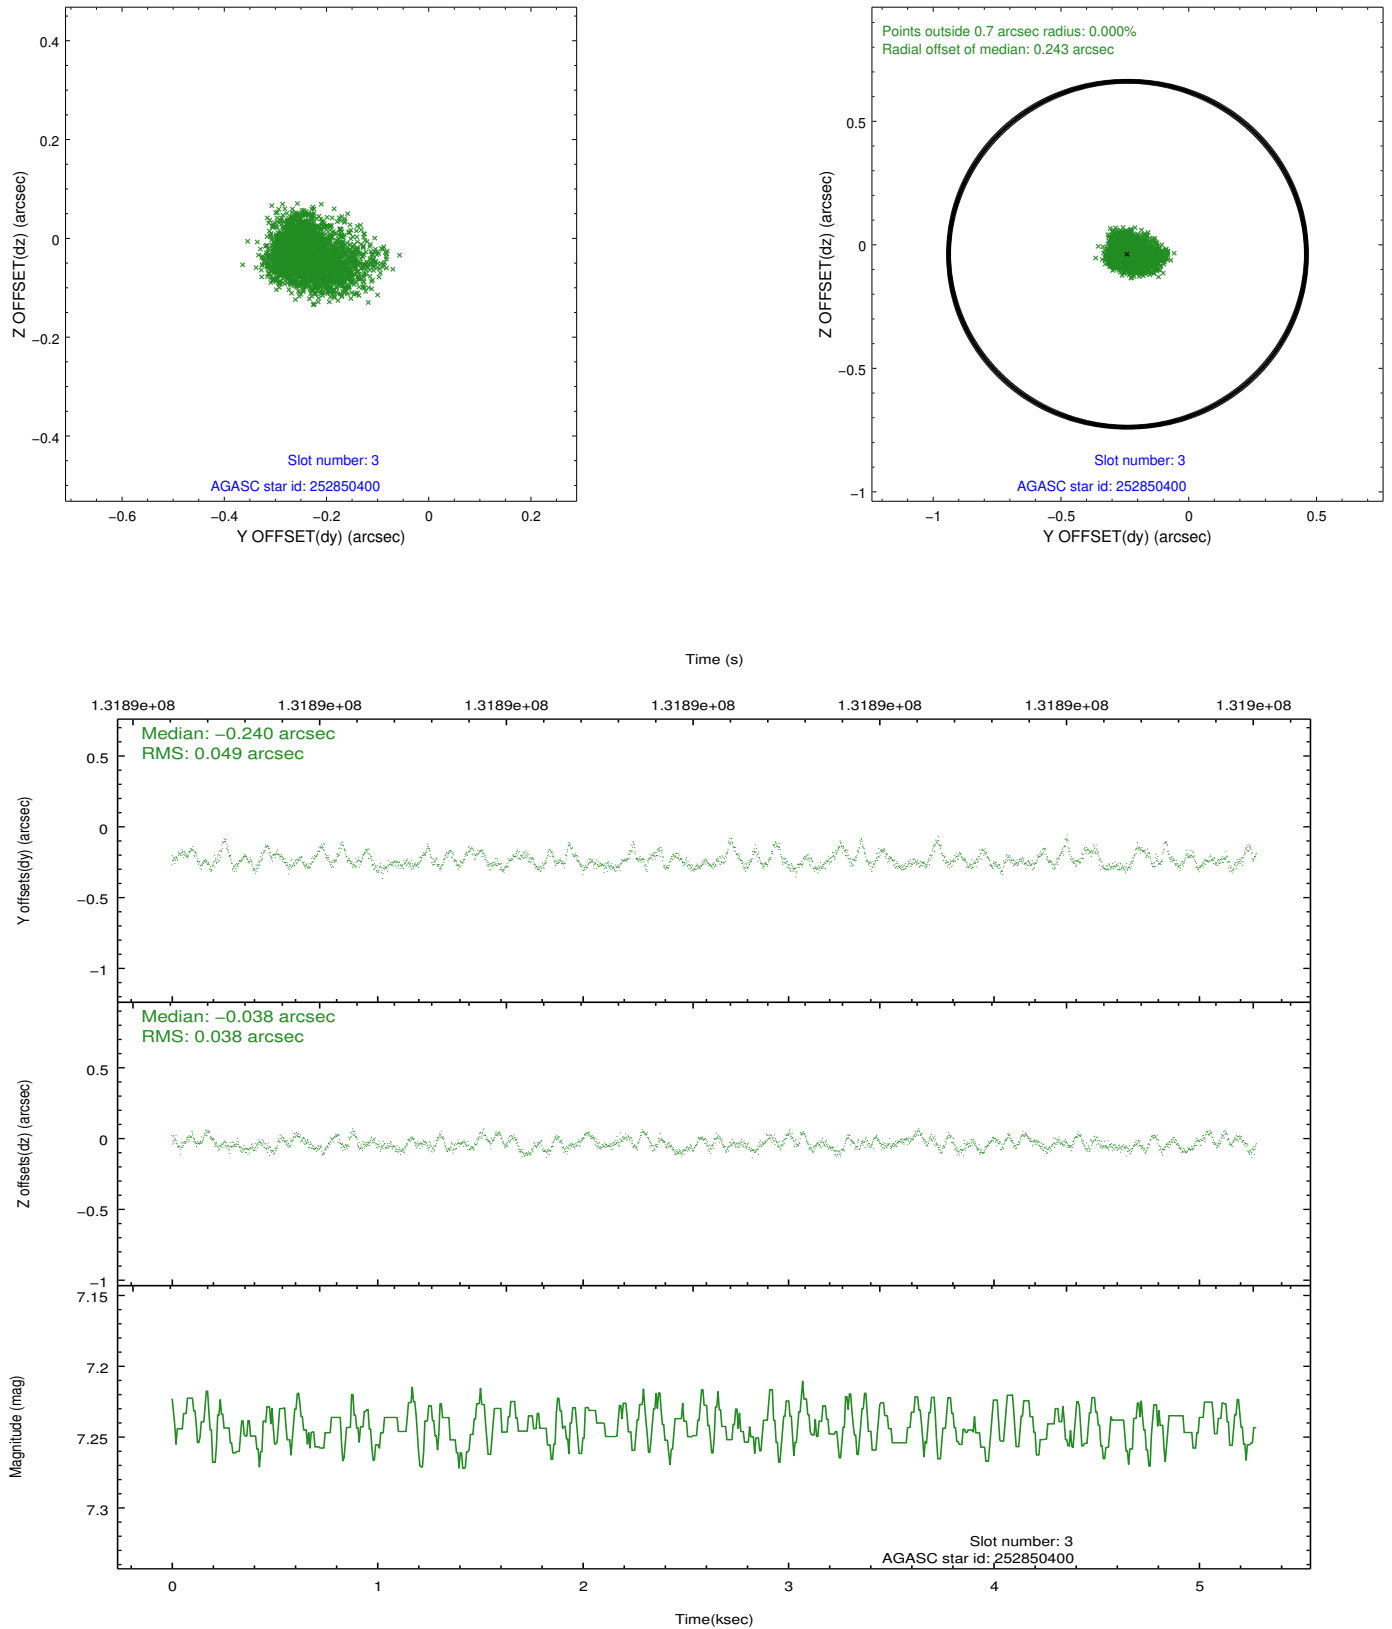 0.4
0.2
0
−0.2
−0.4
Z OFFSET(dz) (arcsec)
Slot number: 3
AGASC star id: 252850400
−0.6 −0.4 −0.2 0 0.2
Y OFFSET(dy) (arcsec)
Points outside 0.7 arcsec radius: 0.000%
Radial offset of median: 0.243 arcsec
0.5
0
−0.5
−1
Z OFFSET(dz) (arcsec)
Slot number: 3
AGASC star id: 252850400
−1 −0.5 0 0.5
Y OFFSET(dy) (arcsec)
Time (s)
1.3189e+08 1.3189e+08 1.3189e+08 1.3189e+08 1.3189e+08 1.3189e+08 1.319e+08
Median: −0.240 arcsec
RMS: 0.049 arcsec
0.5
0
−0.5
−1
Y offsets(dy) (arcsec)
Median: −0.038 arcsec
RMS: 0.038 arcsec
0.5
0
−0.5
−1
Z offsets(dz) (arcsec)
7.15
7.2
7.25
7.3
Magnitude (mag)
Slot number: 3
AGASC star id: 252850400
0 1 2 3 4 5
Time(ksec)